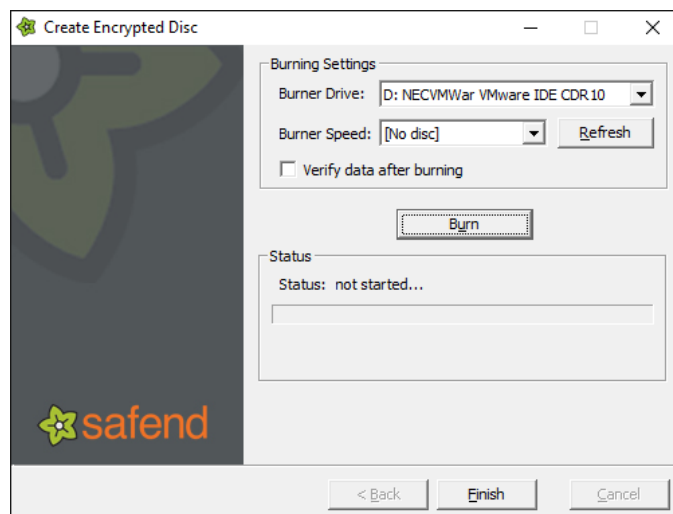 Create Encrypted Disc
Burning Settings
Burner Drive: D: NECVMWar VMware IDE CDR10
Burner Speed: [No disc] Refresh
Verify data after burning
Burn
Status
Status: not started...
safend
< Back Finish Cancel